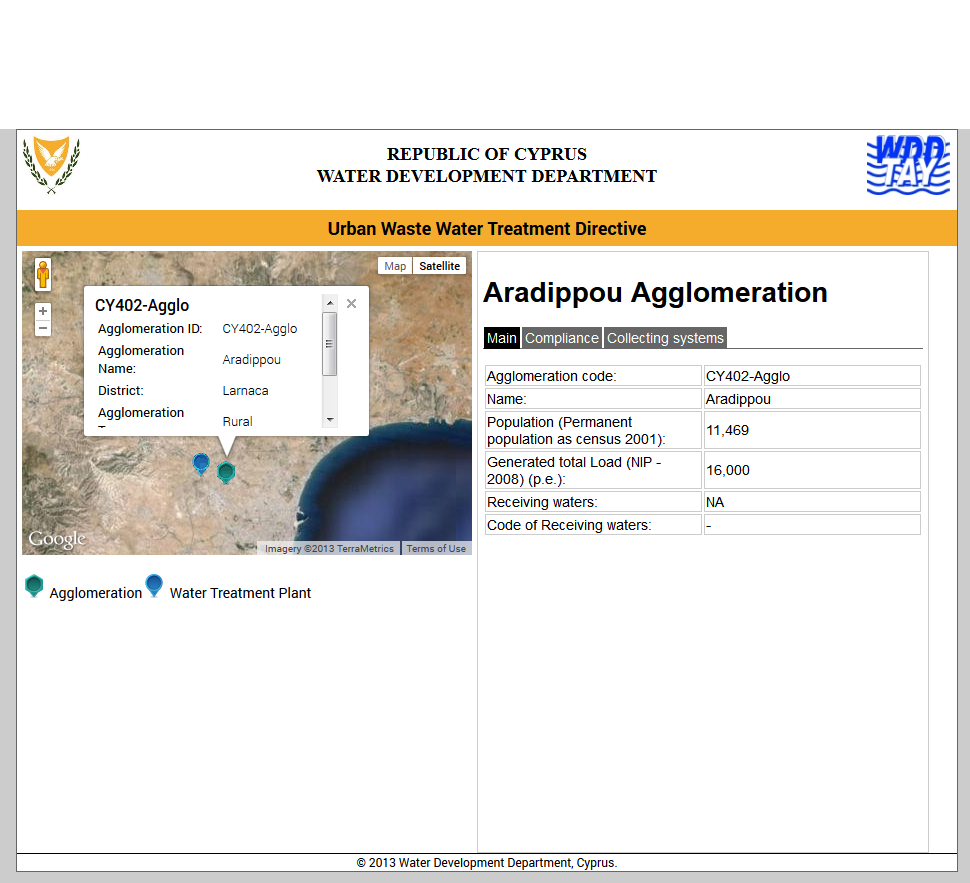 REPUBLIC OF CYPRUS
WATER DEVELOPMENT DEPARTMENT
WDD
TAY
Urban Waste Water Treatment Directive
Map
Satellite
+
−
CY402-Agglo
Agglomeration ID: CY402-Agglo
Agglomeration
Name: Aradippou
District: Larnaca
Agglomeration
Rural
Google
Imagery ©2013 TerraMetrics
Terms of Use
Agglomeration
Water Treatment Plant
Aradippou Agglomeration
Main
Compliance
Collecting systems
Agglomeration code: CY402-Agglo
Name: Aradippou
Population (Permanent
population as census 2001): 11,469
Generated total Load (NIP -
2008) (p.e.): 16,000
Receiving waters: NA
Code of Receiving waters: -
© 2013 Water Development Department, Cyprus.